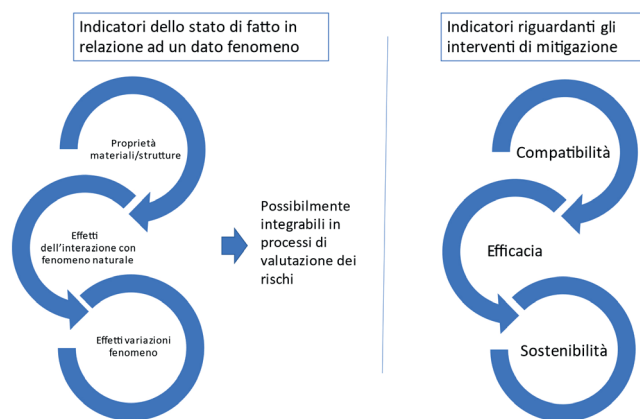 Indicatori dello stato di fatto in
relazione ad un dato fenomeno
Proprietà
materiali/strutture
Effetti
dell'interazione con
fenomeno naturale
Effetti variazioni
fenomeno
Possibilmente
integrabili in
processi di
valutazione dei
rischi
Indicatori riguardanti gli
interventi di mitigazione
Compatibilità
Efficacia
Sostenibilità